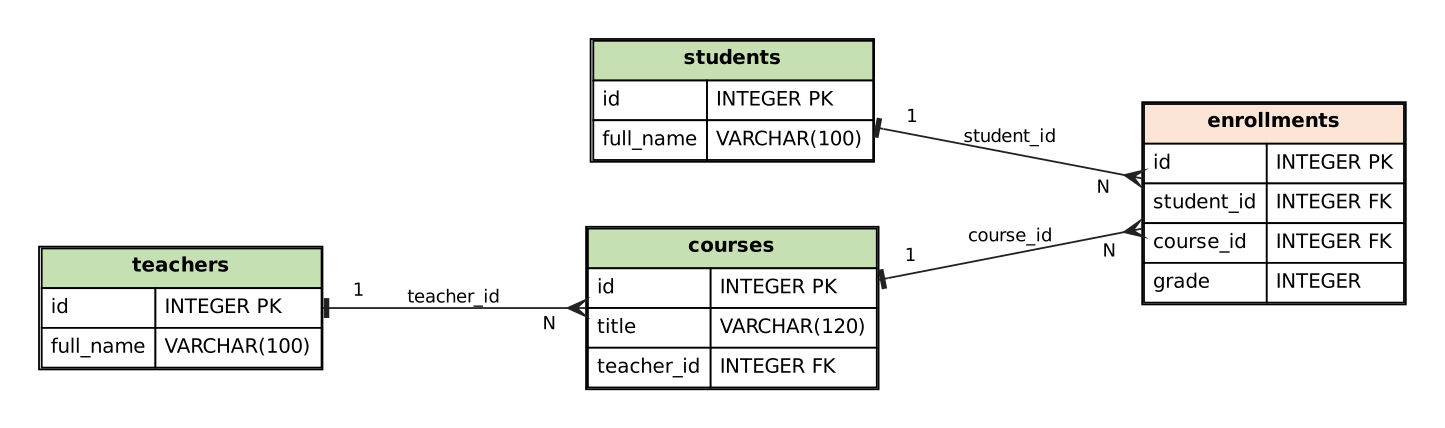 students
id INTEGER PK
full_name VARCHAR(100)
1
student_id
N
enrollments
id INTEGER PK
student_id INTEGER FK
course_id INTEGER FK
grade INTEGER
teachers
id INTEGER PK
full_name VARCHAR(100)
1
teacher_id
N
courses
id INTEGER PK
title VARCHAR(120)
teacher_id INTEGER FK
1
course_id
N